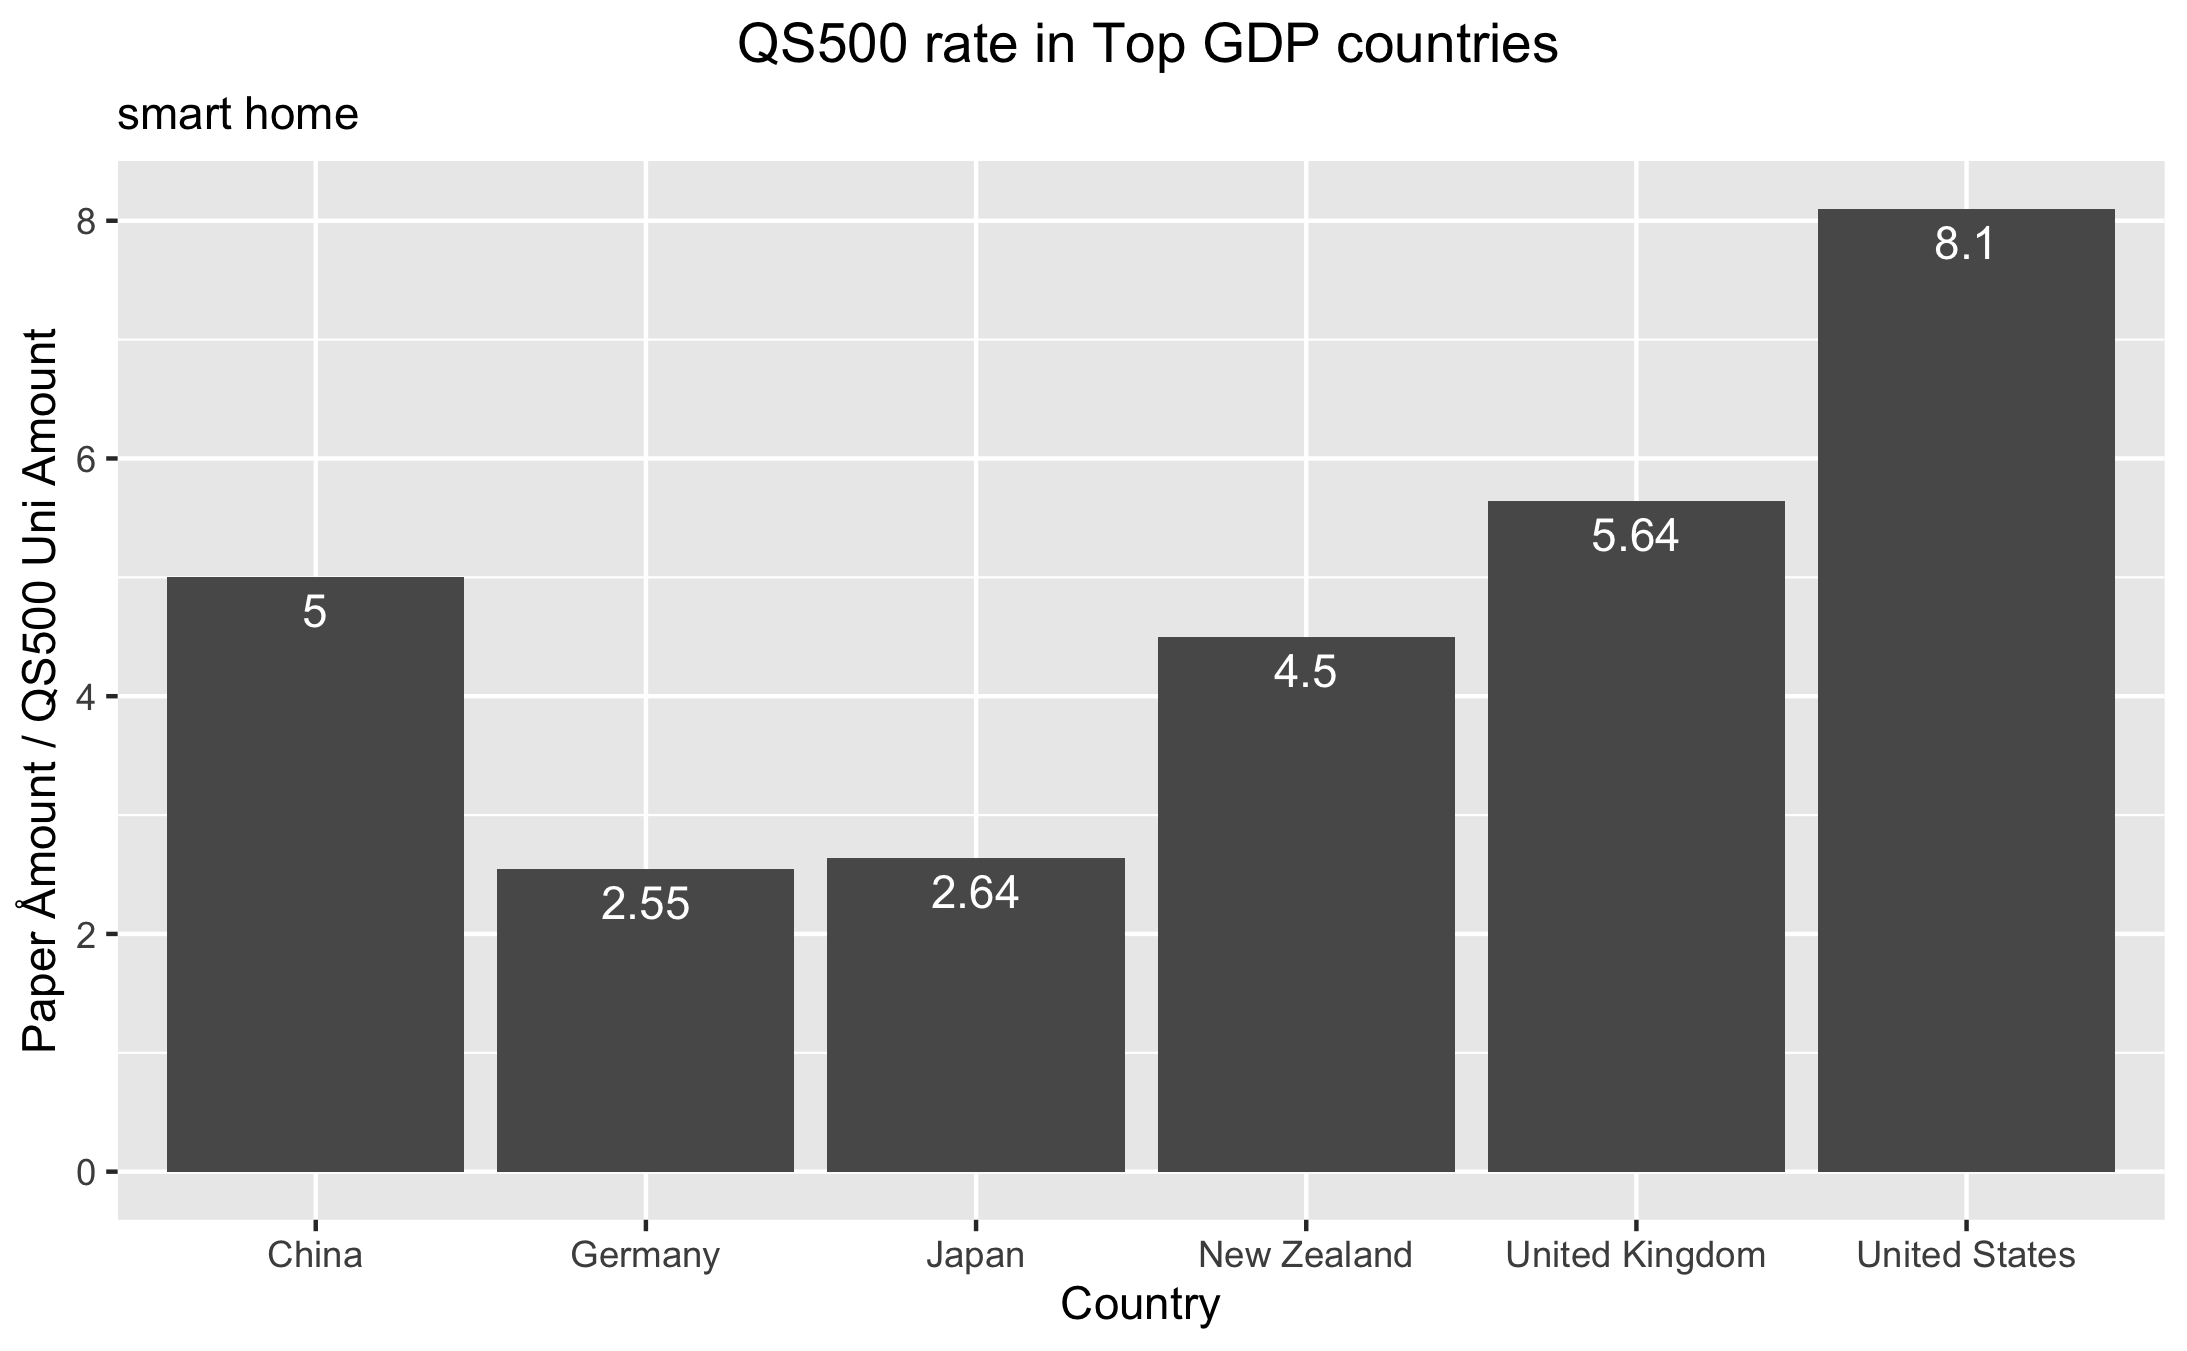 QS500 rate in Top GDP countries
smart home
Paper Åmount / QS500 Uni Amount
8
6
4
2
0
5
2.55
2.64
4.5
5.64
8.1
China
Germany
Japan
New Zealand
United Kingdom
United States
Country